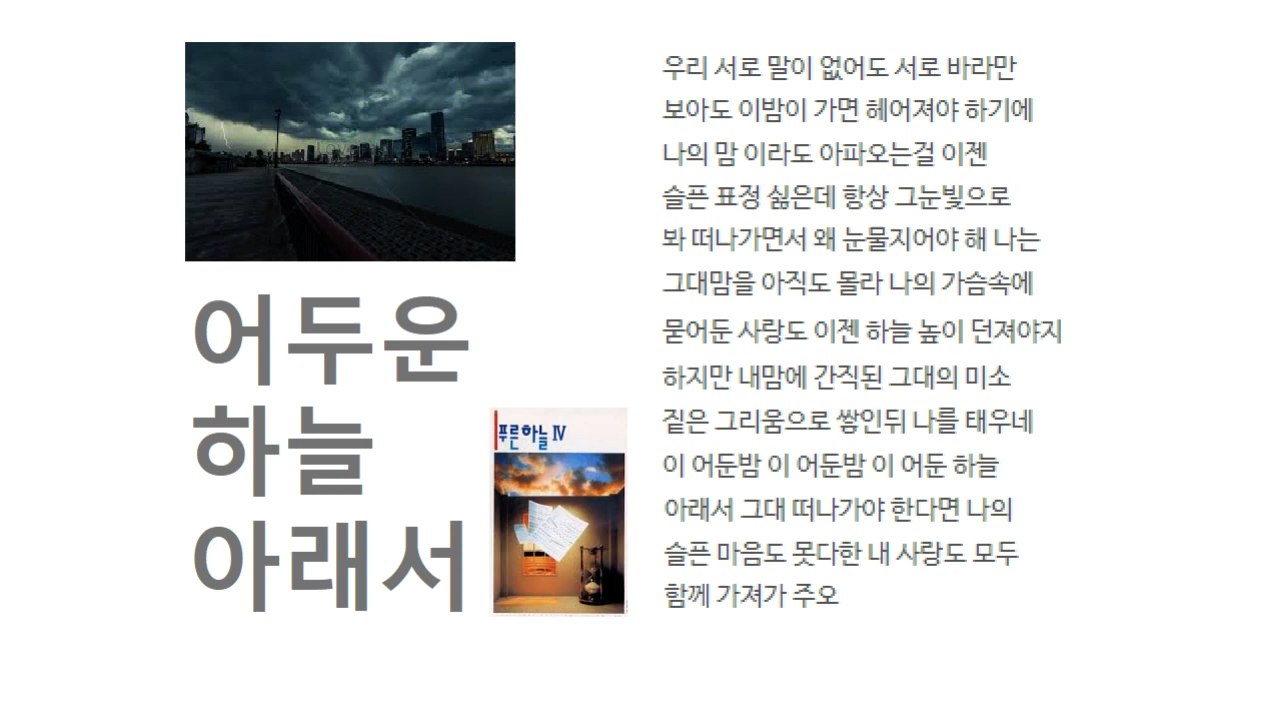 어두운
하늘
아래서
푸른하늘 IV
우리 서로 말이 없어도 서로 바라만
보아도 이밤이 가면 헤어져야 하기에
나의 맘 이라도 아파오는걸 이젠
슬픈 표정 싫은데 항상 그눈빛으로
봐 떠나가면서 왜 눈물지어야 해 나는
그대맘을 아직도 몰라 나의 가슴속에
묻어둔 사랑도 이젠 하늘 높이 던져야지
하지만 내맘에 간직된 그대의 미소
짙은 그리움으로 쌓인뒤 나를 태우네
이 어둔밤 이 어둔밤 이 어둔 하늘
아래서 그대 떠나가야 한다면 나의
슬픈 마음도 못다한 내 사랑도 모두
함께 가져가 주오